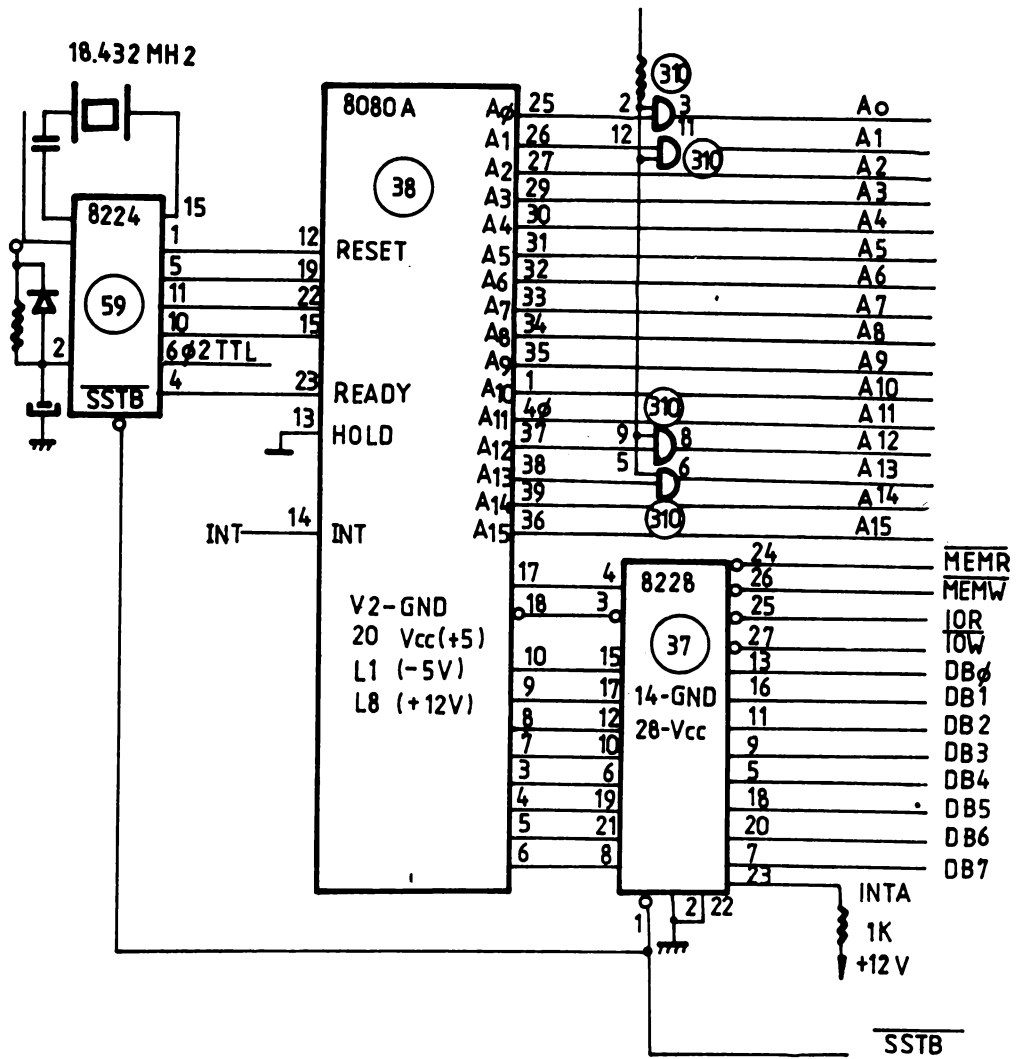 18.432 MH2
8224
59
SSTB
15
1
5
11
10
6 ϕ2 TTL
4
2
8080 A
38
12 RESET
19
22
15
23 READY
13 HOLD
INT 14 INT
V2-GND
20 Vcc(+5)
L1 (-5V)
L8 (+12V)
Aϕ 25
A1 26
A2 27
A3 29
A4 30
A5 31
A6 32
A7 33
A8 34
A9 35
A10 1
A11 4ϕ
A12 37
A13 38
A14 39
A15 36
310
2 3
11
12
310
310
9 8
5 6
310
A0
A1
A2
A3
A4
A5
A6
A7
A8
A9
A10
A11
A12
A13
A14
A15
17 4
18 3
10 15
9 17
8 12
7 10
3 6
4 19
5 21
6 8
8228
37
14-GND
28-Vcc
24 MEMR
26 MEMW
25 IOR
27 IOW
13 DBϕ
16 DB1
11 DB2
9 DB3
5 DB4
18 DB5
20 DB6
7 DB7
23
INTA
1 2 22
1K
+12V
SSTB